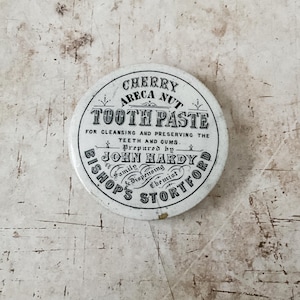 CHERRY
ARECA NUT
TOOTH PASTE
FOR CLEANSING AND PRESERVING THE
TEETH AND GUMS.
Prepared by
JOHN HARDY
Family
& Dispensing
Chemist
BISHOP'S STORTFORD